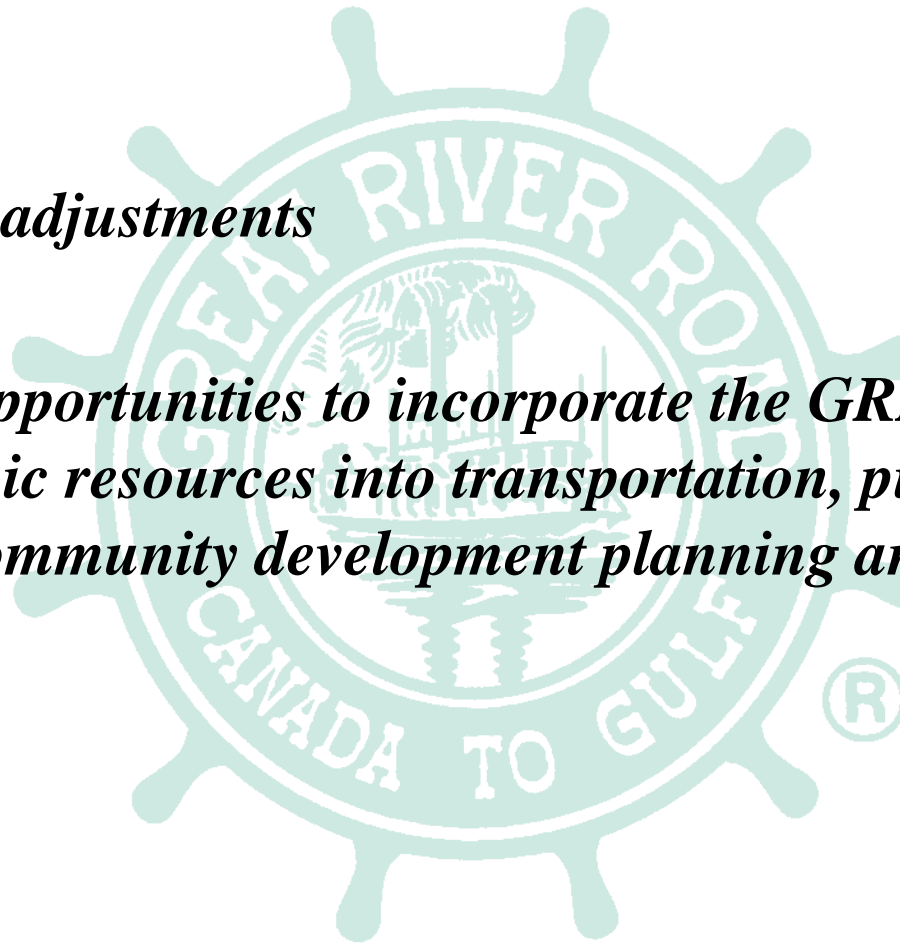 GREAT RIVER ROAD
adjustments
pportunities to incorporate the GR
ic resources into transportation, pu
ommunity development planning an
CANADA TO GULF
®